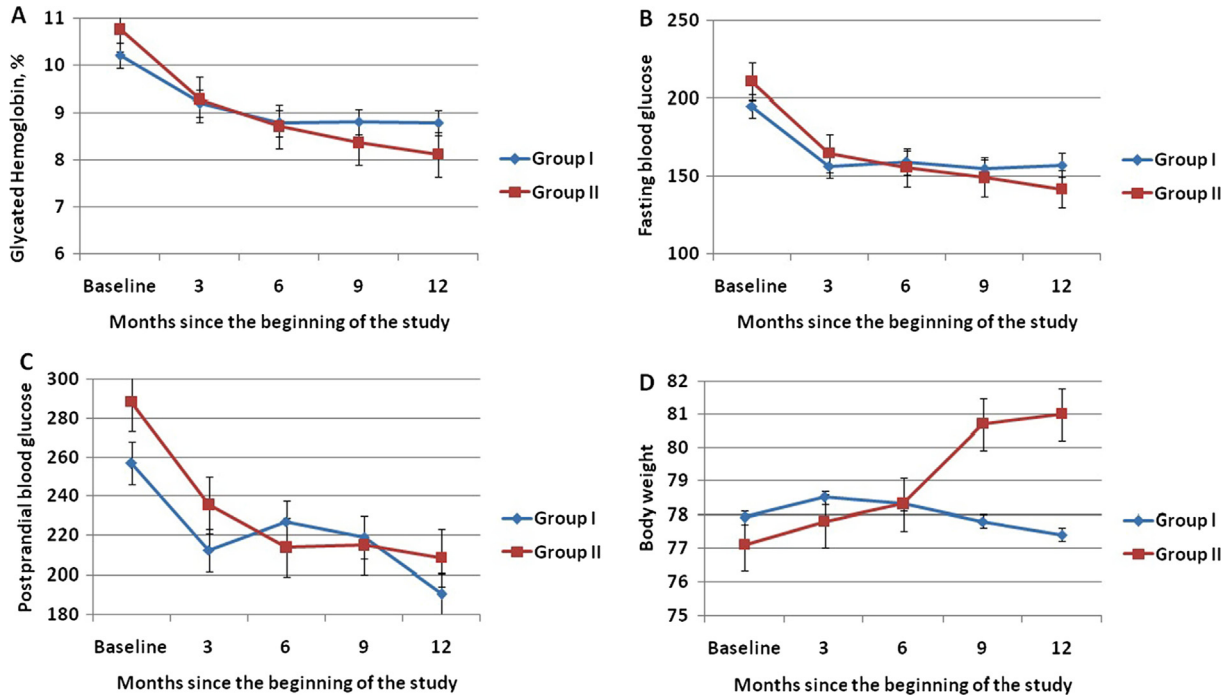 A
Glycated Hemoglobin, %
11
10
9
8
7
6
Baseline 3 6 9 12
Months since the beginning of the study
Group I
Group II
B
Fasting blood glucose
250
200
150
100
Baseline 3 6 9 12
Months since the beginning of the study
Group I
Group II
C
Postprandial blood glucose
300
280
260
240
220
200
180
Baseline 3 6 9 12
Months since the beginning of the study
Group I
Group II
D
Body weight
82
81
80
79
78
77
76
75
Baseline 3 6 9 12
Months since the beginning of the study
Group I
Group II